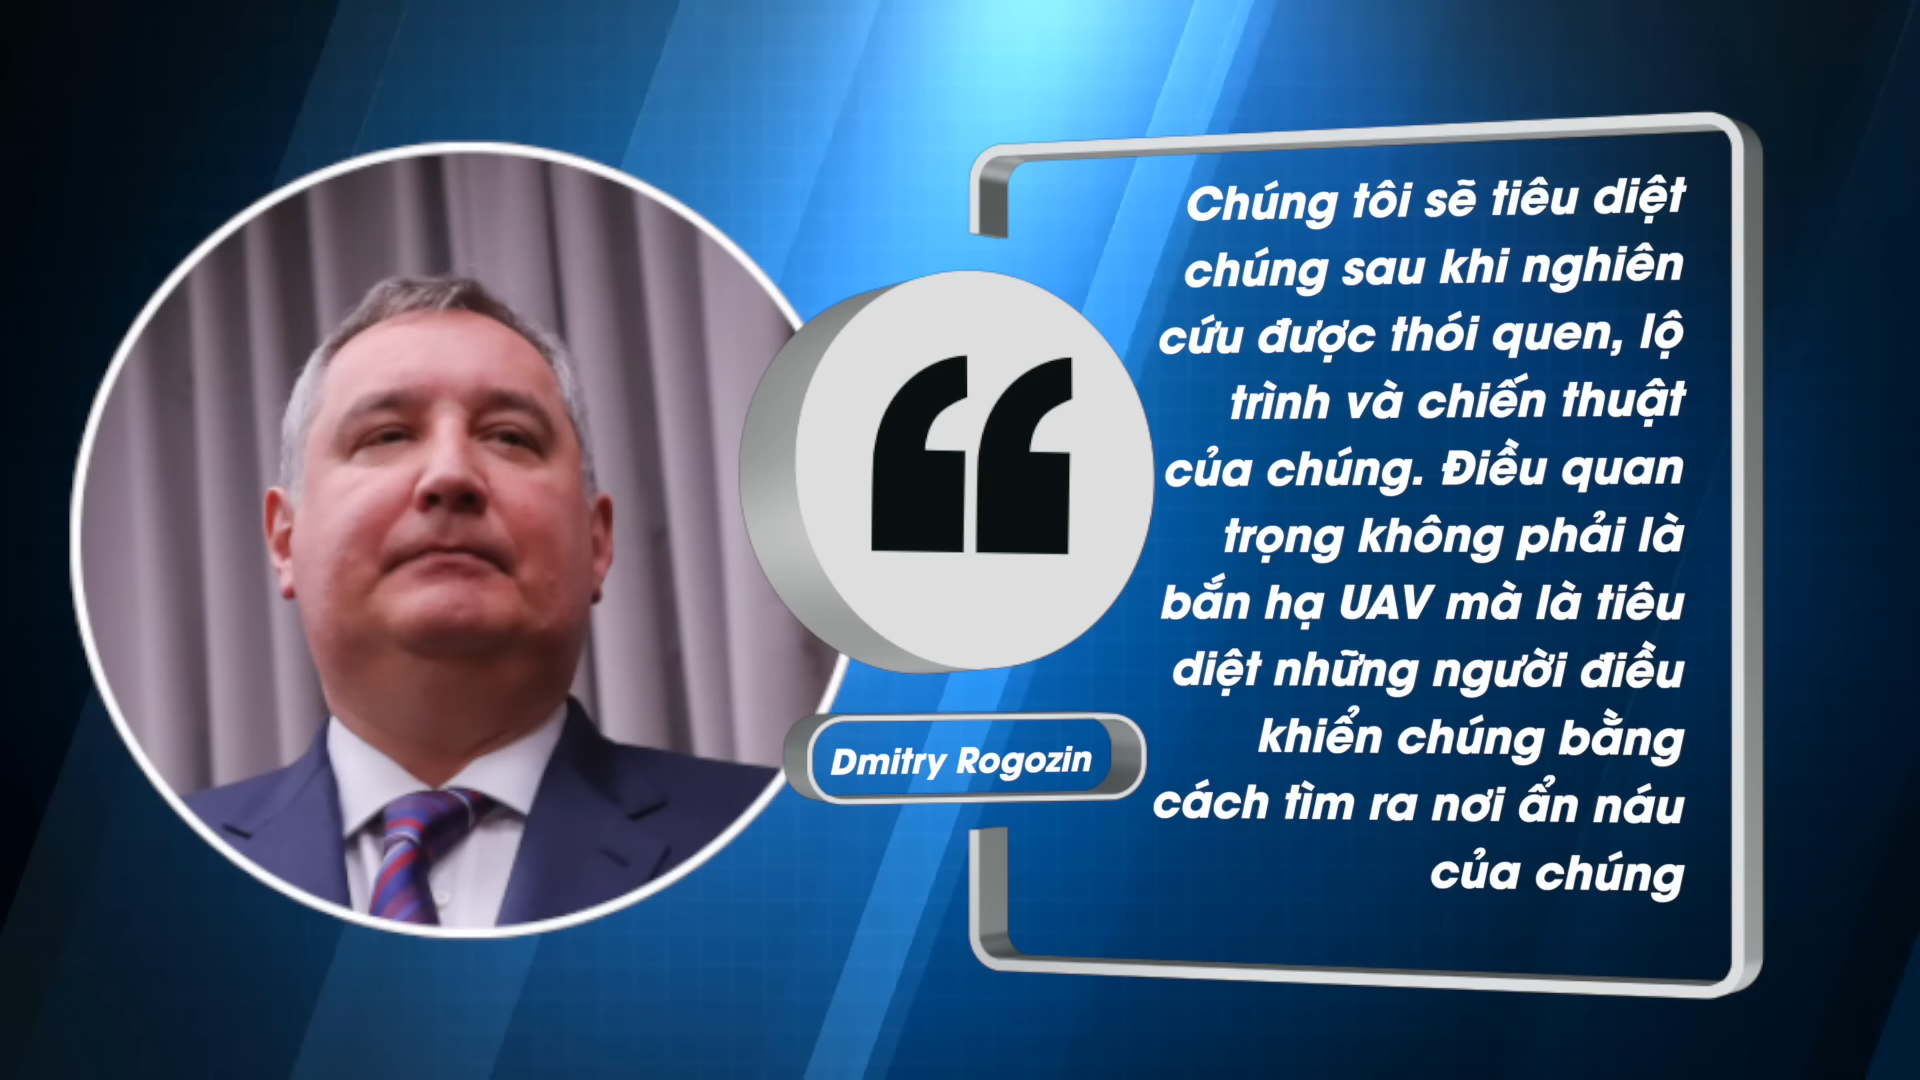 Chúng tôi sẽ tiêu diệt
chúng sau khi nghiên
cứu được thói quen, lộ
trình và chiến thuật
của chúng. Điều quan
trọng không phải là
bắn hạ UAV mà là tiêu
diệt những người điều
khiển chúng bằng
cách tìm ra nơi ẩn náu
của chúng
Dmitry Rogozin